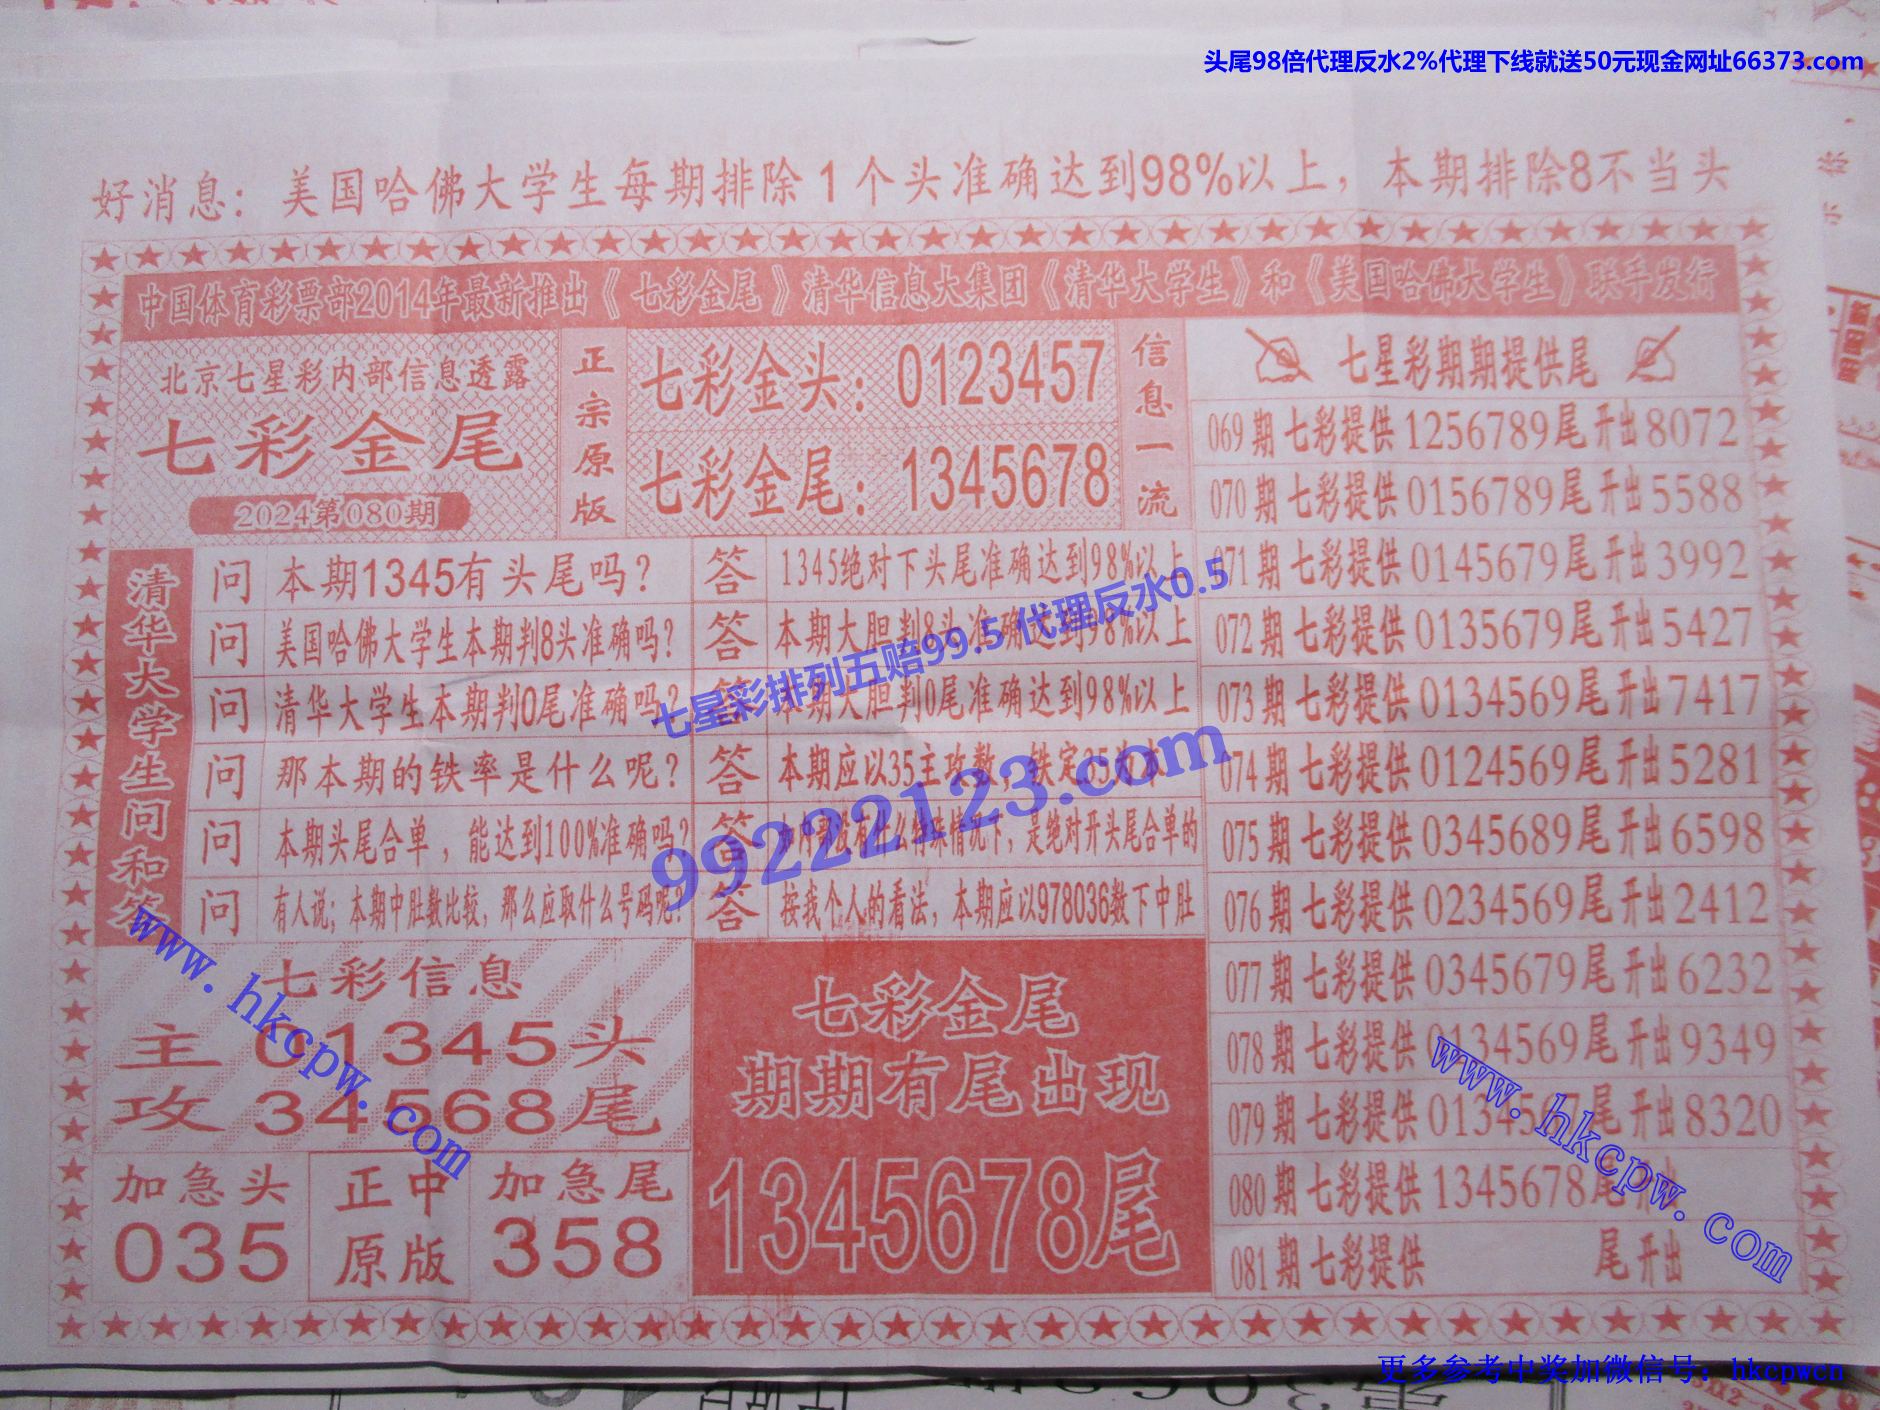 头尾98倍代理反水2%代理下线就送50元现金网址66373.com
好消息：美国哈佛大学生每期排除1个头准确达到98%以上，本期排除8不当头
中国体育彩票部2014年最新推出《七彩金尾》清华信息大集团《清华大学生》和《美国哈佛大学生》联手发行
北京七星彩内部信息透露
七彩金尾
2024第080期
正宗原版
七彩金头：0123457
七彩金尾：1345678
信息一流
七星彩期期提供尾
069期七彩提供1256789尾开出8072
070期七彩提供0156789尾开出5588
071期七彩提供0145679尾开出3992
072期七彩提供0135679尾开出5427
073期七彩提供0134569尾开出7417
074期七彩提供0124569尾开出5281
075期七彩提供0345689尾开出6598
076期七彩提供0234569尾开出2412
077期七彩提供0345679尾开出6232
078期七彩提供0134569尾开出9349
079期七彩提供0134 7尾开出8320
080期七彩提供1345678尾开出
081期七彩提供 尾开出
清华大学生问和答
问 本期1345有头尾吗？ 答 1345绝对下头尾准确达到98%以上
问 美国哈佛大学生本期判8头准确吗？ 答 本期大胆判8头准确达到98%以上
问 清华大学生本期判0尾准确吗？ 答 本期大胆判0尾准确达到98%以上
问 那本期的铁率是什么呢？ 答 本期应以35主攻数，铁定35为本
问 本期头尾合单，能达到100%准确吗？ 答 如内部没有什么特殊情况下，是绝对开头尾合单的
问 有人说；本期中肚数比较，那么应取什么号码呢？ 答 按我个人的看法，本期应以978036数下中肚
七星彩排列五赔99.5 代理反水0.5
99222123.com
七彩信息
主攻
01345头
34568尾
加急头
035
正中原版
加急尾
358
七彩金尾
期期有尾出现
1345678尾
www.hkcpw.com
www.hkcpw.com
更多参考中奖加微信号：hkcpwcn